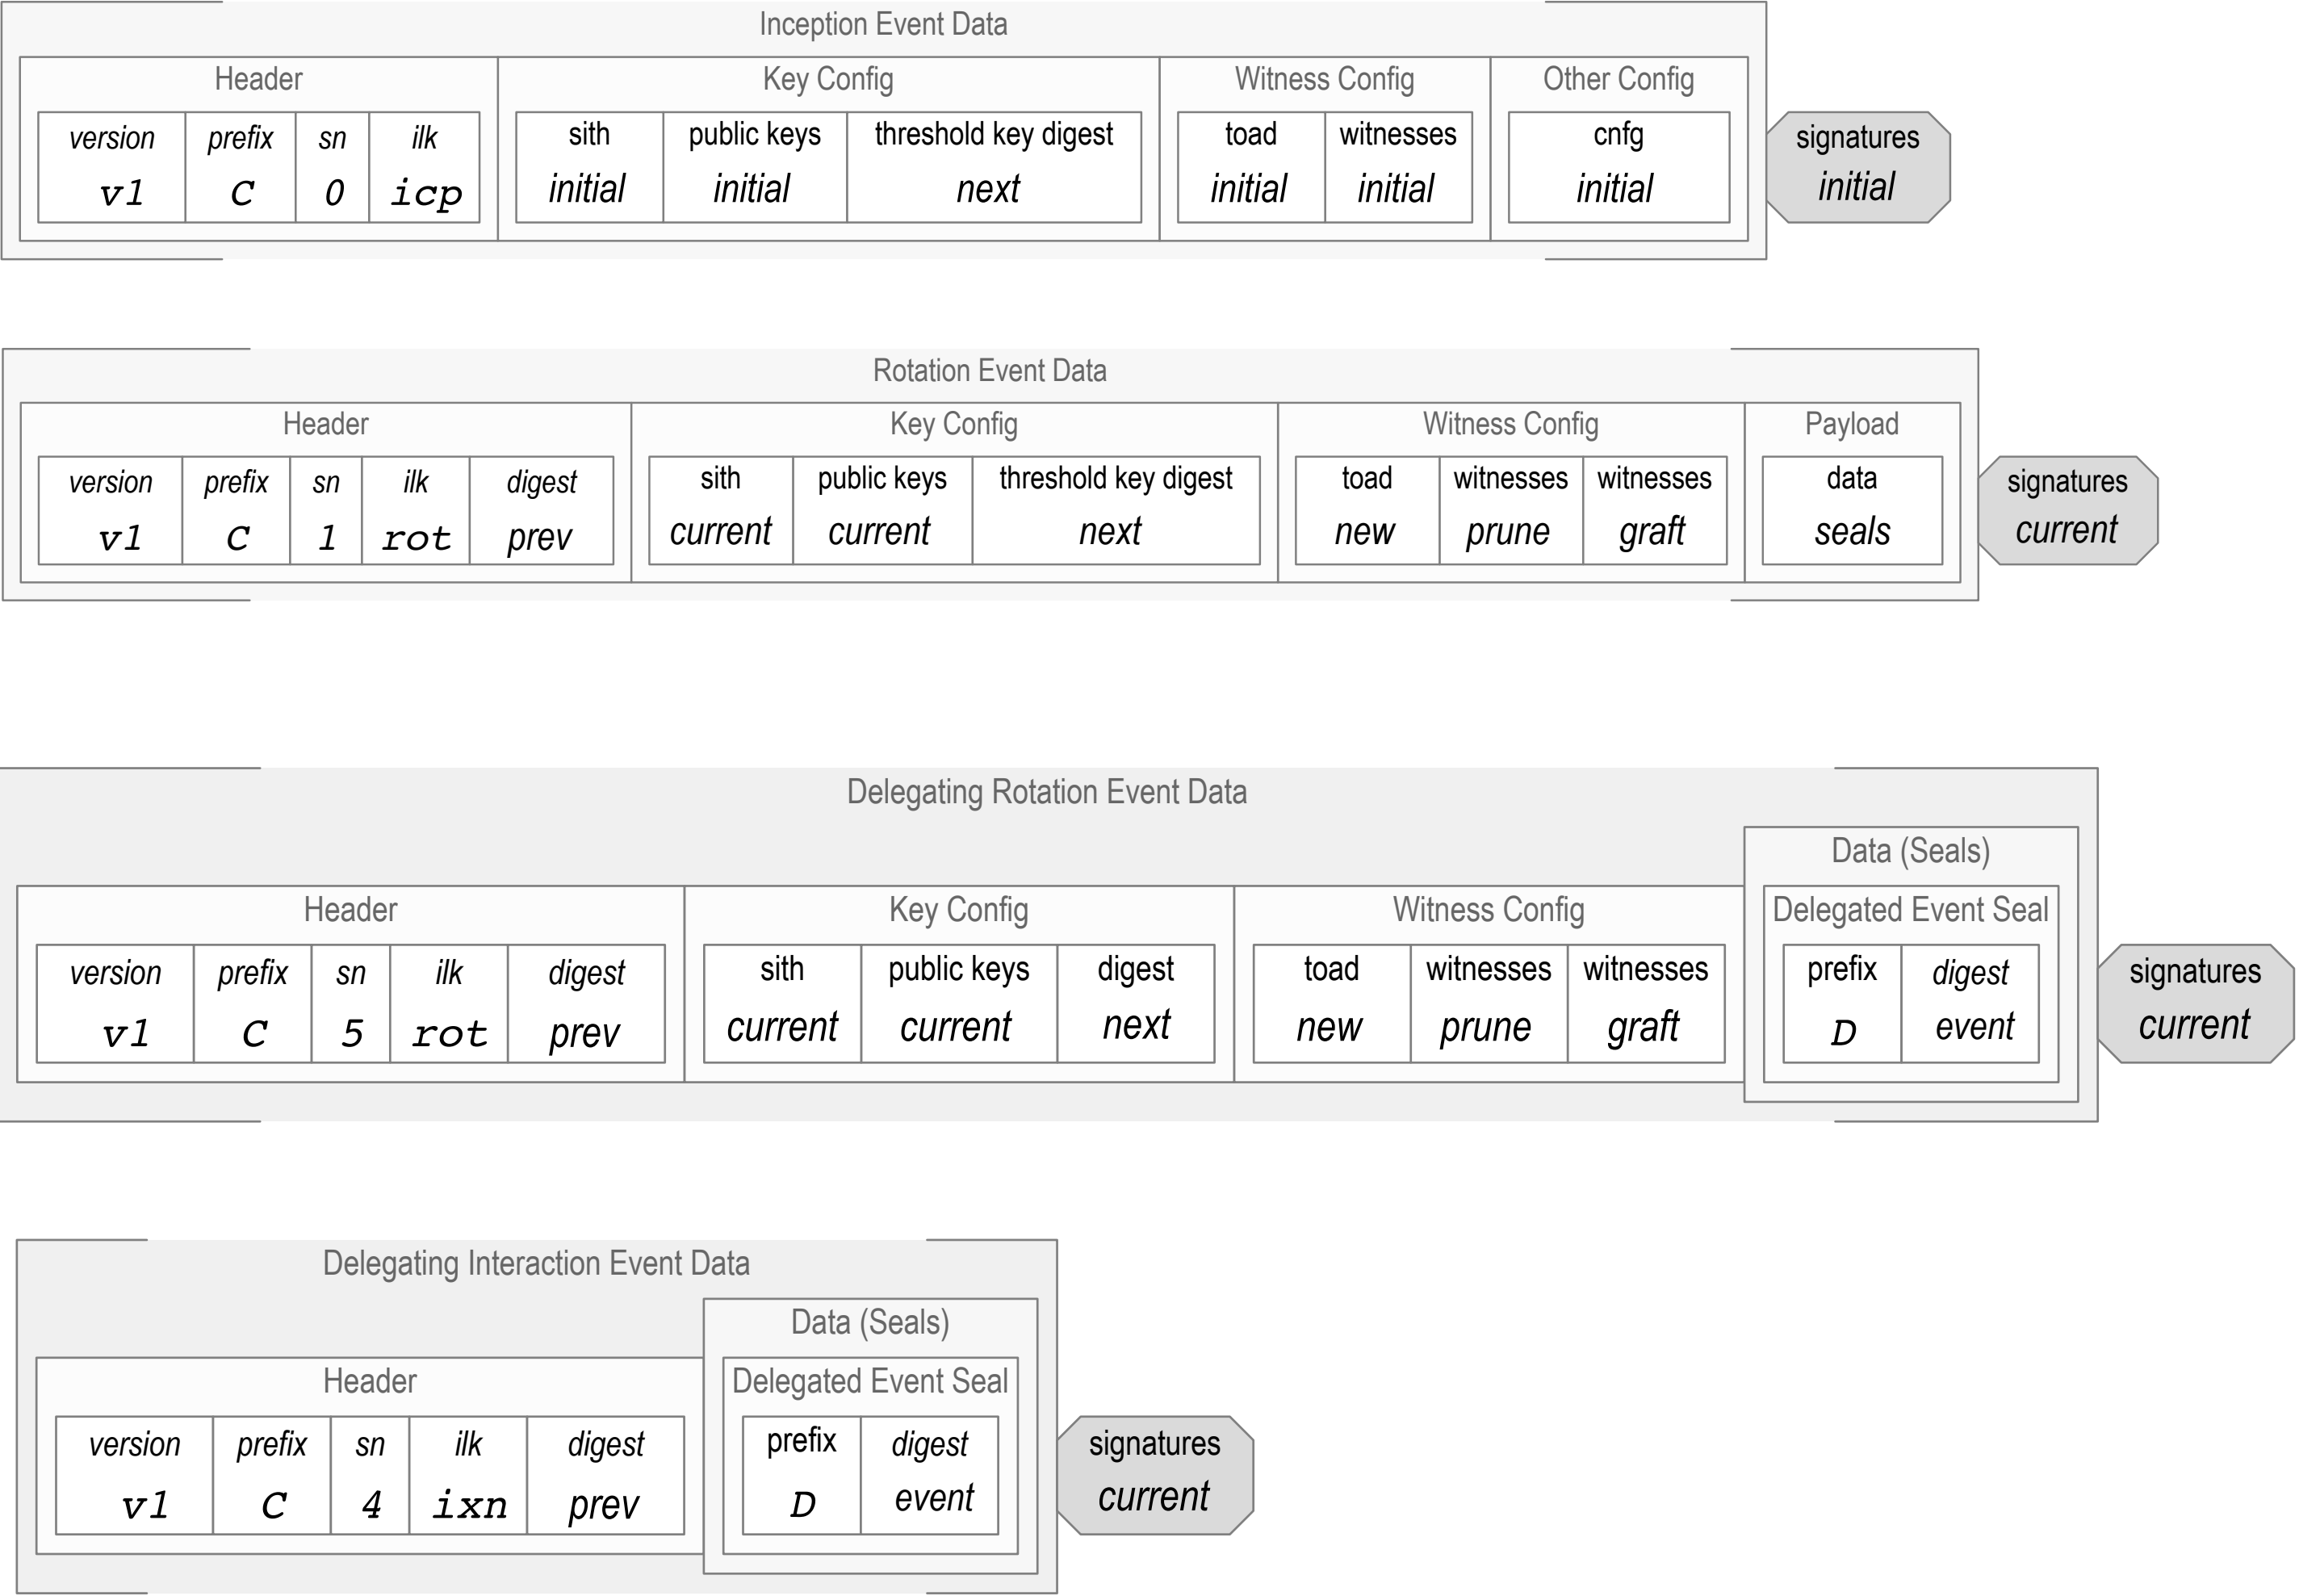 Inception Event Data
Header Key Config Witness Config Other Config
version prefix sn ilk sith public keys threshold key digest toad witnesses cnfg signatures
v1 C 0 icp initial initial next initial initial initial initial
Rotation Event Data
Header Key Config Witness Config Payload
version prefix sn ilk digest sith public keys threshold key digest toad witnesses witnesses data signatures
v1 C 1 rot prev current current next new prune graft seals current
Delegating Rotation Event Data
Data (Seals)
Header Key Config Witness Config Delegated Event Seal
version prefix sn ilk digest sith public keys digest toad witnesses witnesses prefix digest signatures
v1 C 5 rot prev current current next new prune graft D event current
Delegating Interaction Event Data
Data (Seals)
Header Delegated Event Seal
version prefix sn ilk digest prefix digest signatures
v1 C 4 ixn prev D event current